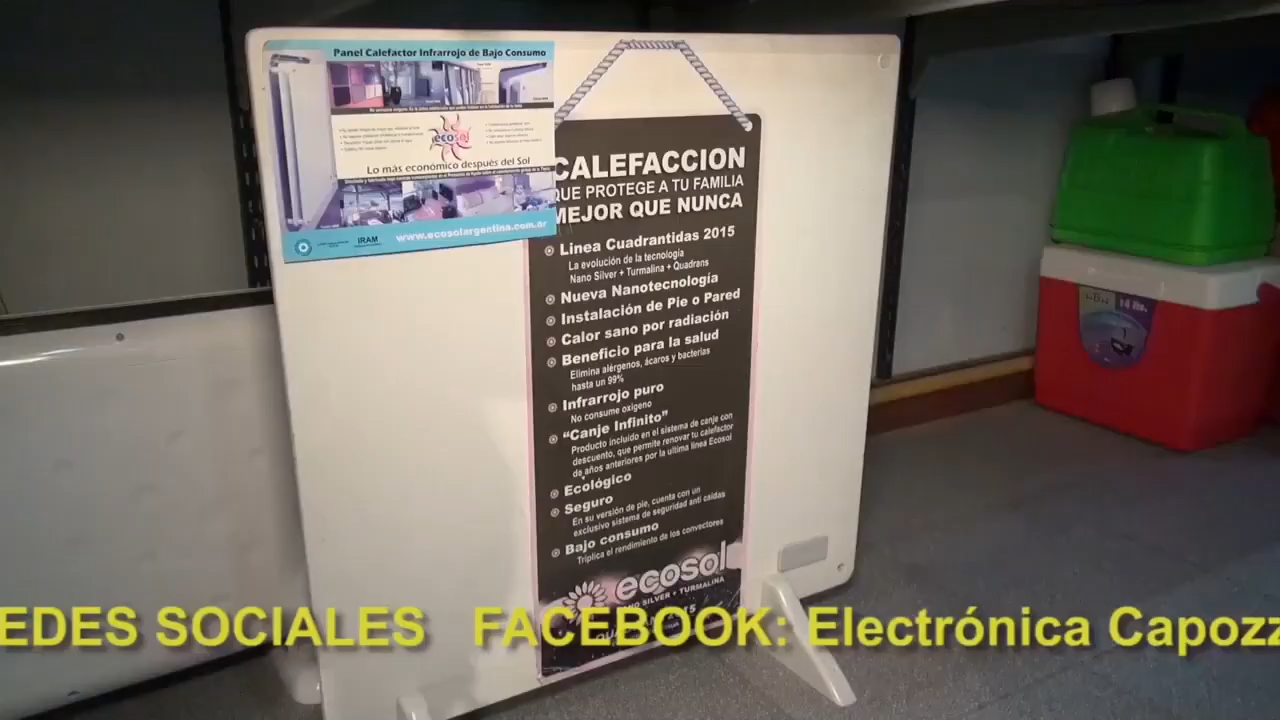 Panel Calefactor Infrarrojo de Bajo Consumo
ecosol
Lo más económico después del Sol
IRAM
www.ecosolargentina.com.ar
CALEFACCION
QUE PROTEGE A TU FAMILIA
MEJOR QUE NUNCA
Linea Cuadrantidas 2015
La evolución de la tecnología
Nano Silver + Turmalina + Quadrans
Nueva Nanotecnología
Instalación de Pie o Pared
Calor sano por radiación
Beneficio para la salud
Elimina alérgenos, ácaros y bacterias
hasta un 99%
Infrarrojo puro
No consume oxigeno
"Canje Infinito"
Producto incluido en el sistema de canje con
descuento, que permite renovar tu calefactor
de años anteriores por la ultima linea Ecosol
Ecológico
Seguro
En su versión de pie, cuenta con un
exclusivo sistema de seguridad anti caidas
Bajo consumo
Triplica el rendimiento de los convectores
ecosol
NANO SILVER + TURMALINA
EDES SOCIALES FACEBOOK: Electrónica Capozz